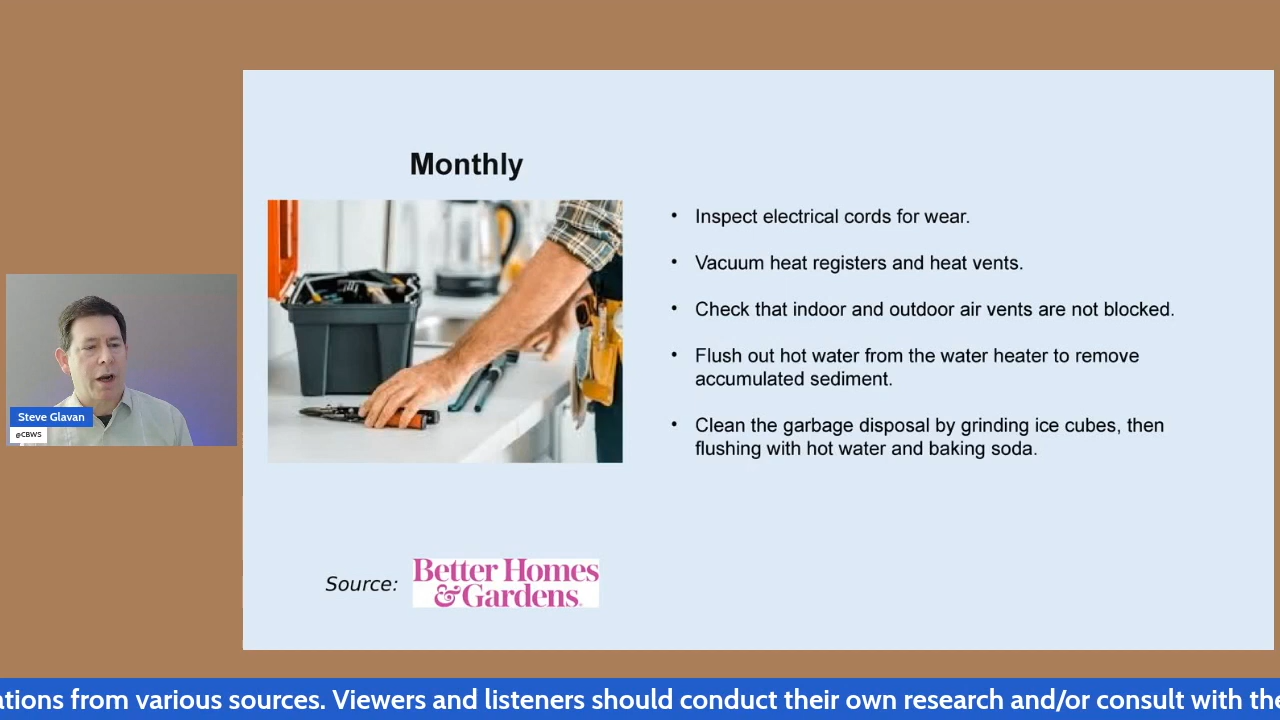 Monthly
• Inspect electrical cords for wear.
• Vacuum heat registers and heat vents.
• Check that indoor and outdoor air vents are not blocked.
• Flush out hot water from the water heater to remove
accumulated sediment.
• Clean the garbage disposal by grinding ice cubes, then
flushing with hot water and baking soda.
Steve Glavan
@CBWS
Source:
Better Homes
&Gardens.
ations from various sources. Viewers and listeners should conduct their own research and/or consult with the